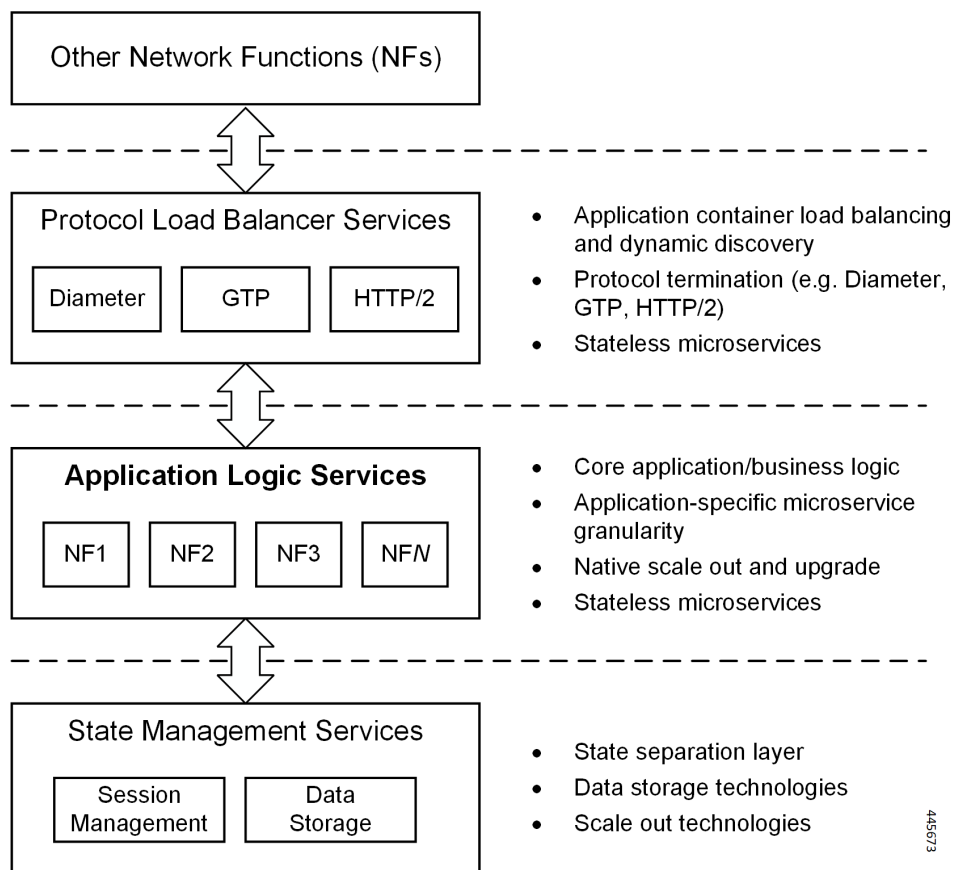 Other Network Functions (NFs)
Protocol Load Balancer Services
Diameter
GTP
HTTP/2
• Application container load balancing
and dynamic discovery
• Protocol termination (e.g. Diameter,
GTP, HTTP/2)
• Stateless microservices
Application Logic Services
NF1
NF2
NF3
NFN
• Core application/business logic
• Application-specific microservice
granularity
• Native scale out and upgrade
• Stateless microservices
State Management Services
Session
Management
Data
Storage
• State separation layer
• Data storage technologies
• Scale out technologies
445673